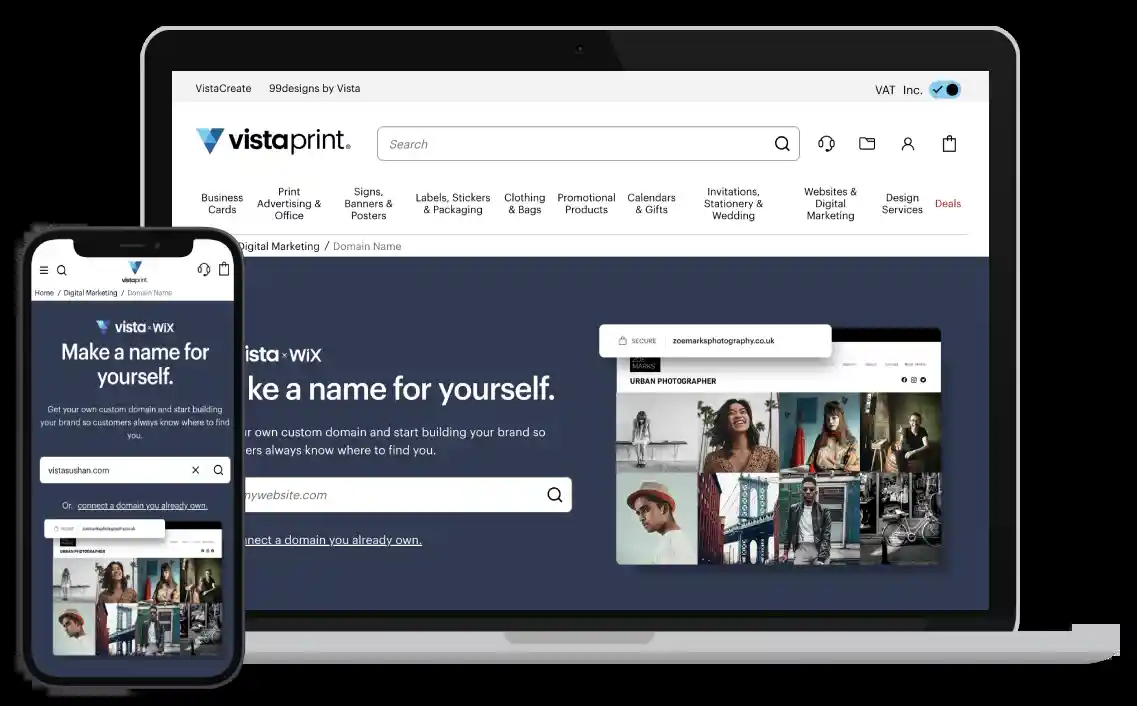 VistaCreate 99designs by Vista
VAT Inc.
vistaprint®
Search
Business
Cards
Print
Advertising &
Office
Signs,
Banners &
Posters
Labels, Stickers
& Packaging
Clothing
& Bags
Promotional
Products
Calendars
& Gifts
Invitations,
Stationery &
Wedding
Websites &
Digital
Marketing
Design
Services
Deals
Digital Marketing / Domain Name
ista × WiX
ke a name for yourself.
r own custom domain and start building your brand so
ers always know where to find you.
mywebsite.com
nnect a domain you already own.
SECURE zoemarksphotography.co.uk
ZOE
MARKS
URBAN PHOTOGRAPHER
vistaprint.
Home / Digital Marketing / Domain Name
vista × WiX
Make a name for
yourself.
Get your own custom domain and start building
your brand so customers always know where to find
you.
vistasushan.com
Or, connect a domain you already own.
SECURE zoemarksphotography.co.uk
URBAN PHOTOGRAPHER